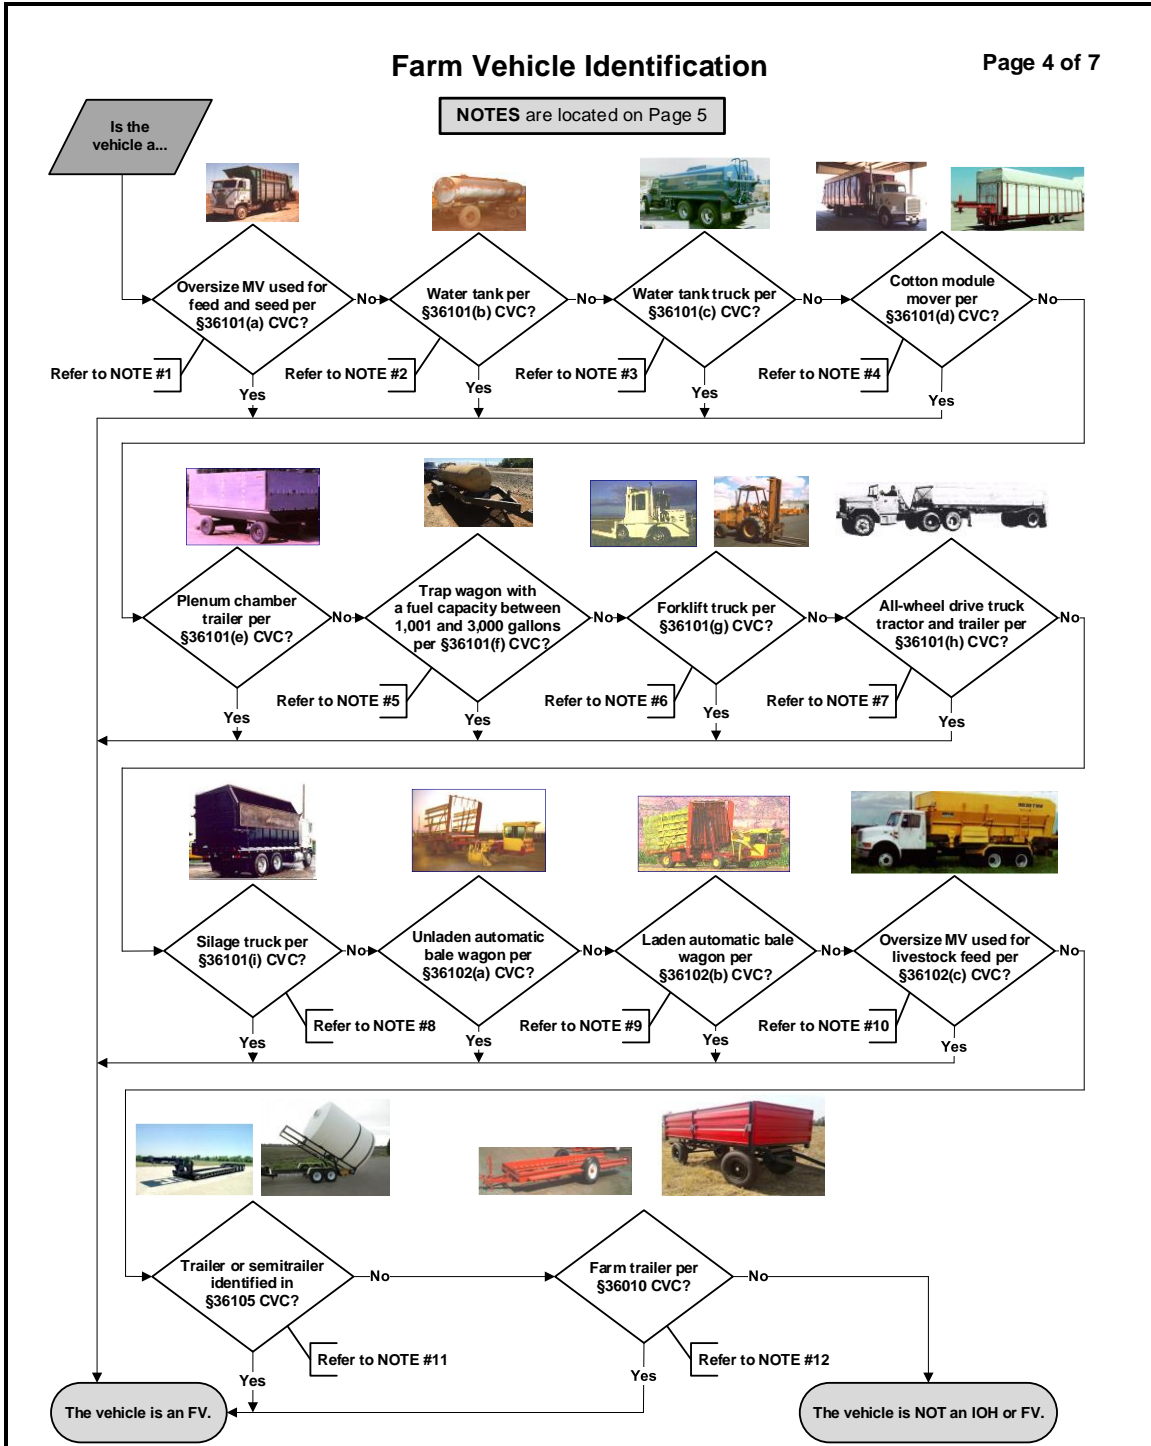 Farm Vehicle Identification
Page 4 of 7
NOTES are located on Page 5
Is the
vehicle a...
Oversize MV used for
feed and seed per
§36101(a) CVC?
No
Water tank per
§36101(b) CVC?
No
Water tank truck per
§36101(c) CVC?
No
Cotton module
mover per
§36101(d) CVC?
No
Refer to NOTE #1
Refer to NOTE #2
Refer to NOTE #3
Refer to NOTE #4
Yes
Yes
Yes
Yes
Plenum chamber
trailer per
§36101(e) CVC?
No
Trap wagon with
a fuel capacity between
1,001 and 3,000 gallons
per §36101(f) CVC?
No
Forklift truck per
§36101(g) CVC?
No
All-wheel drive truck
tractor and trailer per
§36101(h) CVC?
No
Refer to NOTE #5
Refer to NOTE #6
Refer to NOTE #7
Yes
Yes
Yes
Yes
Silage truck per
§36101(i) CVC?
No
Unladen automatic
bale wagon per
§36102(a) CVC?
No
Laden automatic bale
wagon per
§36102(b) CVC?
No
Oversize MV used for
livestock feed per
§36102(c) CVC?
No
Refer to NOTE #8
Refer to NOTE #9
Refer to NOTE #10
Yes
Yes
Yes
Yes
Trailer or semitrailer
identified in
§36105 CVC?
No
Farm trailer per
§36010 CVC?
No
Refer to NOTE #11
Refer to NOTE #12
Yes
Yes
The vehicle is an FV.
The vehicle is NOT an IOH or FV.